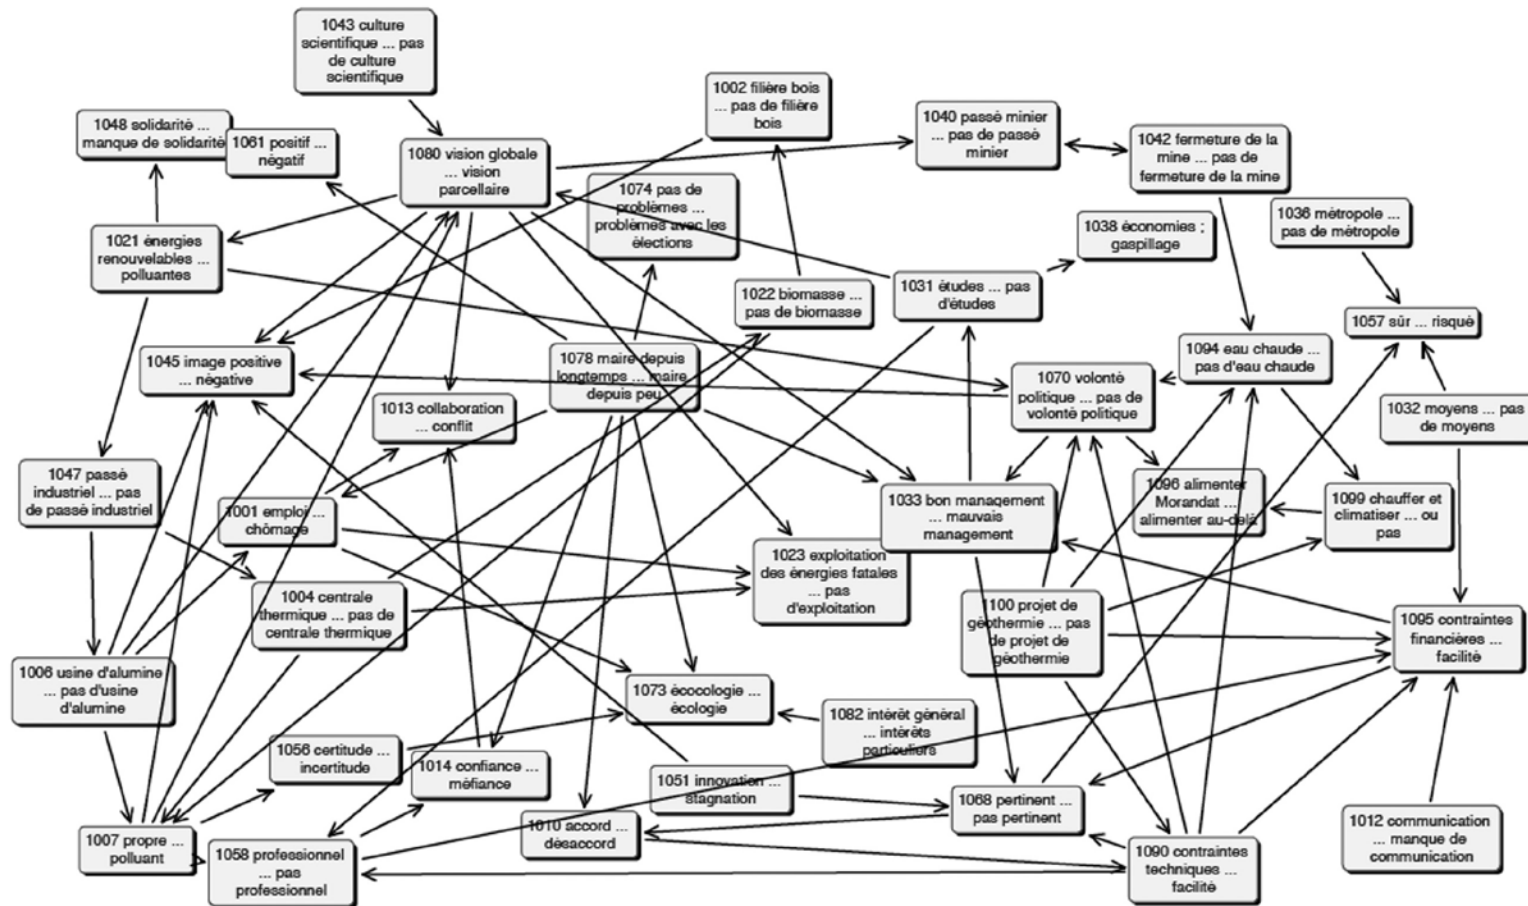 1043 culture
scientifique ... pas
de culture
scientifique
1002 filière bois
... pas de filière
bois
1040 passé minier
... pas de passé
minier
1048 solidarité ...
manque de solidarité
1061 positif ...
négatif
1042 fermeture de la
mine ... pas de
fermeture de la mine
1080 vision globale
... vision
parcellaire
1074 pas de
problèmes ...
problèmes avec les
élections
1036 métropole ...
pas de métropole
1038 économies ;
gaspillage
1021 énergies
renouvelables ...
polluantes
1031 études ... pas
d'études
1022 biomasse ...
pas de biomasse
1057 sûr ... risqué
1045 image positive
... négative
1078 maire depuis
longtemps ... maire
depuis peu
1094 eau chaude ...
pas d'eau chaude
1070 volonté
politique ... pas de
volonté politique
1013 collaboration
... conflit
1032 moyens ... pas
de moyens
1047 passé
industriel ... pas
de passé industriel
1001 emploi ...
chômage
1033 bon management
... mauvais
management
1096 alimenter
Morandat ...
alimenter au-delà
1099 chauffer et
climatiser ... ou
pas
1023 exploitation
des énergies fatales
... pas
d'exploitation
1004 centrale
thermique ... pas de
centrale thermique
1100 projet de
géothermie ... pas
de projet de
géothermie
1095 contraintes
financières ...
facilité
1006 usine d'alumine
... pas d'usine
d'alumine
1073 écocologie ...
écologie
1082 intérêt général
... intérêts
particuliers
1056 certitude ...
incertitude
1014 confiance ...
méfiance
1051 innovation ...
stagnation
1068 pertinent ...
pas pertinent
1010 accord ...
désaccord
1012 communication
... manque de
communication
1007 propre ...
polluant
1058 professionnel
... pas
professionnel
1090 contraintes
techniques ...
facilité